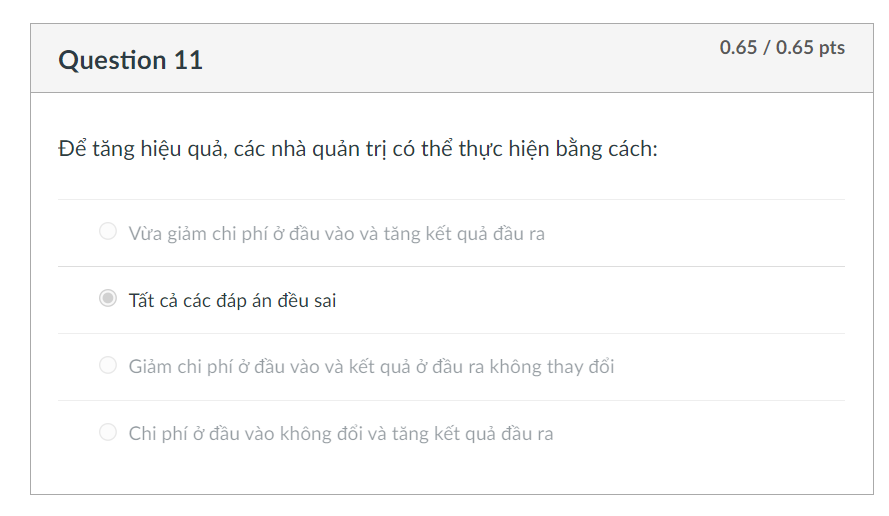 Question 11
0.65 / 0.65 pts
Để tăng hiệu quả, các nhà quản trị có thể thực hiện bằng cách:
Vừa giảm chi phí ở đầu vào và tăng kết quả đầu ra
Tất cả các đáp án đều sai
Giảm chi phí ở đầu vào và kết quả ở đầu ra không thay đổi
Chi phí ở đầu vào không đổi và tăng kết quả đầu ra